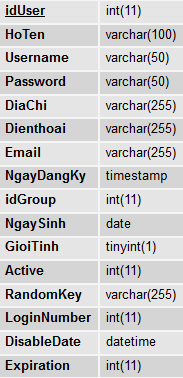 idUser int(11)
HoTen varchar(100)
Username varchar(50)
Password varchar(50)
DiaChi varchar(255)
Dienthoai varchar(255)
Email varchar(255)
NgayDangKy timestamp
idGroup int(11)
NgaySinh date
GioiTinh tinyint(1)
Active int(11)
RandomKey varchar(255)
LoginNumber int(11)
DisableDate datetime
Expiration int(11)